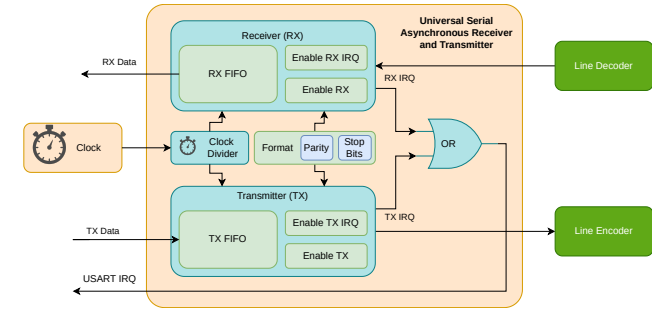 Universal Serial
Asynchronous Receiver
and Transmitter
Receiver (RX)
RX Data
RX FIFO
Enable RX IRQ
Enable RX
RX IRQ
Line Decoder
Clock
Clock
Divider
Format
Parity
Stop
Bits
OR
Transmitter (TX)
TX Data
TX FIFO
Enable TX IRQ
Enable TX
TX IRQ
Line Encoder
USART IRQ